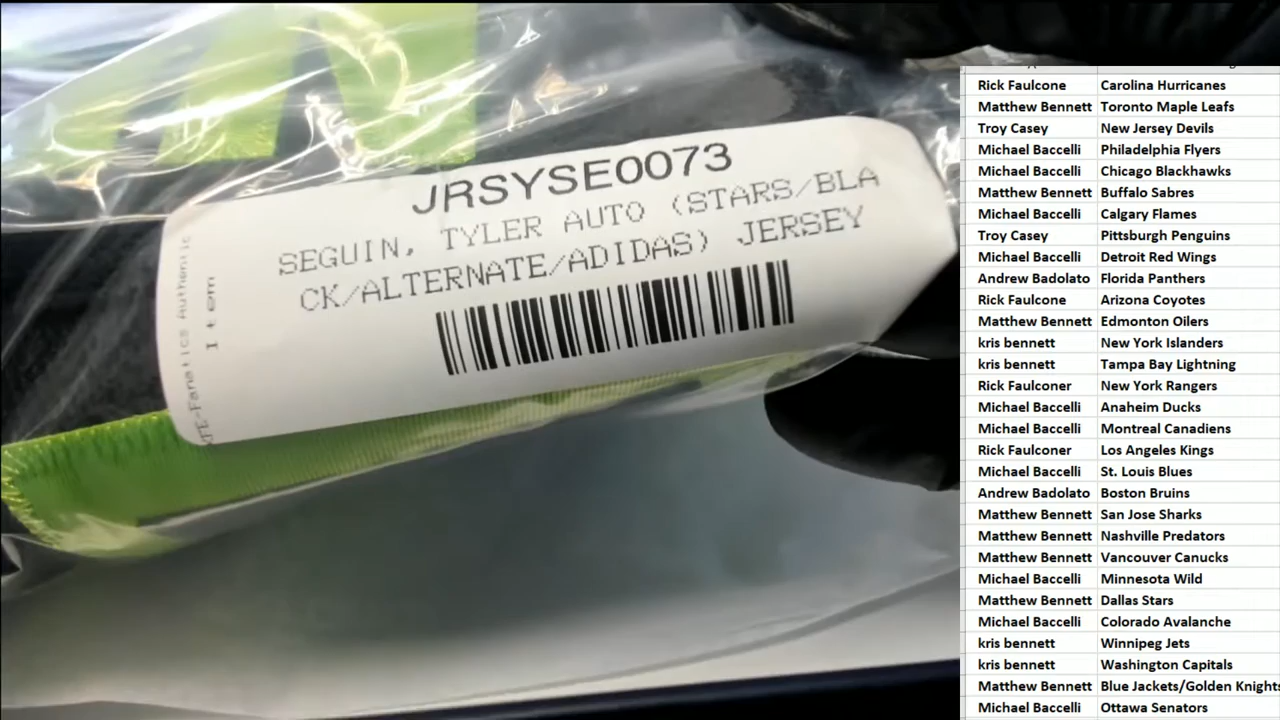 JRSYSE0073
SEGUIN, TYLER AUTO (STARS/BLA
CK/ALTERNATE/ADIDAS) JERSEY
Fanatics Authentic
Item
Rick Faulcone Carolina Hurricanes
Matthew Bennett Toronto Maple Leafs
Troy Casey New Jersey Devils
Michael Baccelli Philadelphia Flyers
Michael Baccelli Chicago Blackhawks
Matthew Bennett Buffalo Sabres
Michael Baccelli Calgary Flames
Troy Casey Pittsburgh Penguins
Michael Baccelli Detroit Red Wings
Andrew Badolato Florida Panthers
Rick Faulcone Arizona Coyotes
Matthew Bennett Edmonton Oilers
kris bennett New York Islanders
kris bennett Tampa Bay Lightning
Rick Faulconer New York Rangers
Michael Baccelli Anaheim Ducks
Michael Baccelli Montreal Canadiens
Rick Faulconer Los Angeles Kings
Michael Baccelli St. Louis Blues
Andrew Badolato Boston Bruins
Matthew Bennett San Jose Sharks
Matthew Bennett Nashville Predators
Matthew Bennett Vancouver Canucks
Michael Baccelli Minnesota Wild
Matthew Bennett Dallas Stars
Michael Baccelli Colorado Avalanche
kris bennett Winnipeg Jets
kris bennett Washington Capitals
Matthew Bennett Blue Jackets/Golden Knights
Michael Baccelli Ottawa Senators